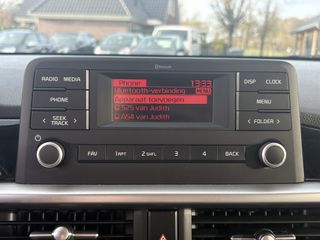 Bluetooth
RADIO MEDIA
Phone 13:33
DISP CLOCK
Bluetooth-verbinding MENU
PHONE
Apparaat toevoegen
MENU
S25 van Judith
SEEK TRACK
A54 van Judith
FOLDER
FAV 1RPT 2SHFL 3 4 BACK